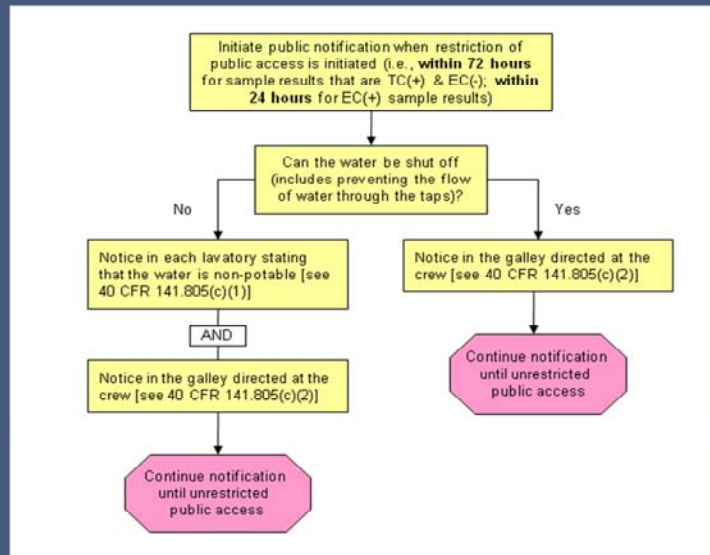 Initiate public notification when restriction of
public access is initiated (i.e., within 72 hours
for sample results that are TC(+) & EC(-); within
24 hours for EC(+) sample results)
Can the water be shut off
(includes preventing the flow
of water through the taps)?
No
Yes
Notice in each lavatory stating
that the water is non-potable [see
40 CFR 141.805(c)(1)]
AND
Notice in the galley directed at the
crew [see 40 CFR 141.805(c)(2)]
Continue notification
until unrestricted
public access
Notice in the galley directed at the
crew [see 40 CFR 141.805(c)(2)]
Continue notification
until unrestricted
public access